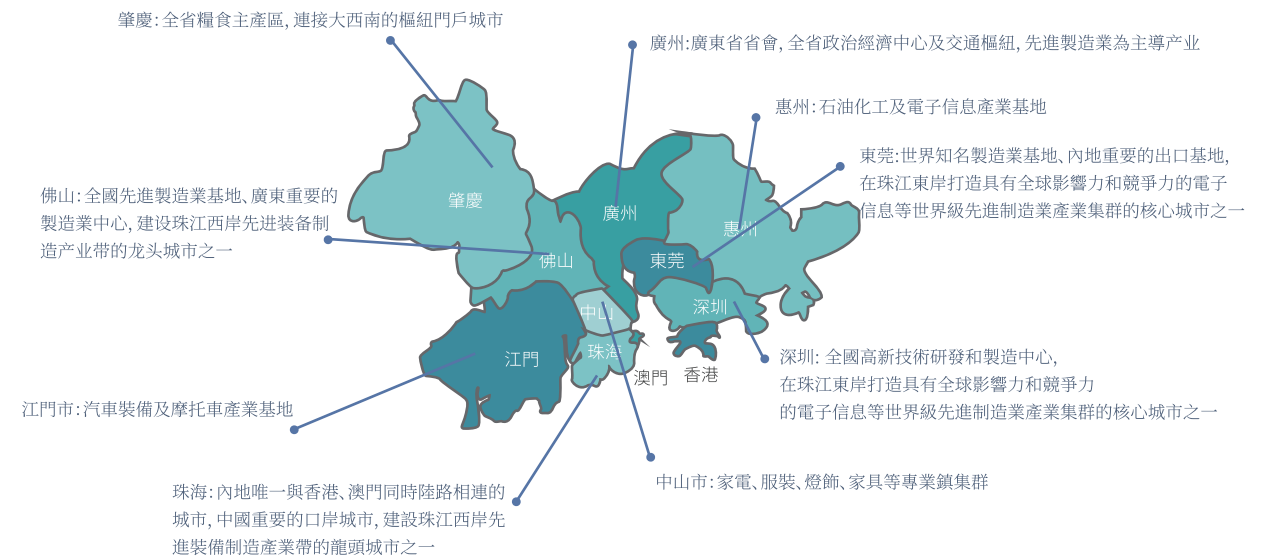 肇慶：全省糧食主產區，連接大西南的樞紐門戶城市
廣州:廣東省省會，全省政治經濟中心及交通樞紐，先進製造業為主導产业
惠州：石油化工及電子信息產業基地
東莞:世界知名製造業基地、內地重要的出口基地，
在珠江東岸打造具有全球影響力和競爭力的電子
信息等世界級先進制造業產業集群的核心城市之一
佛山：全國先進製造業基地、廣東重要的
製造業中心，建设珠江西岸先进装备制
造产业带的龙头城市之一
肇慶
廣州
惠州
佛山
東莞
中山
深圳
江門
珠海
澳門
香港
深圳： 全國高新技術研發和製造中心，
在珠江東岸打造具有全球影響力和競爭力
的電子信息等世界級先進制造業產業集群的核心城市之一
江門市：汽車裝備及摩托車產業基地
中山市：家電、服裝、燈飾、家具等專業鎮集群
珠海：內地唯一與香港、澳門同時陸路相連的
城市，中國重要的口岸城市，建設珠江西岸先
進裝備制造產業帶的龍頭城市之一